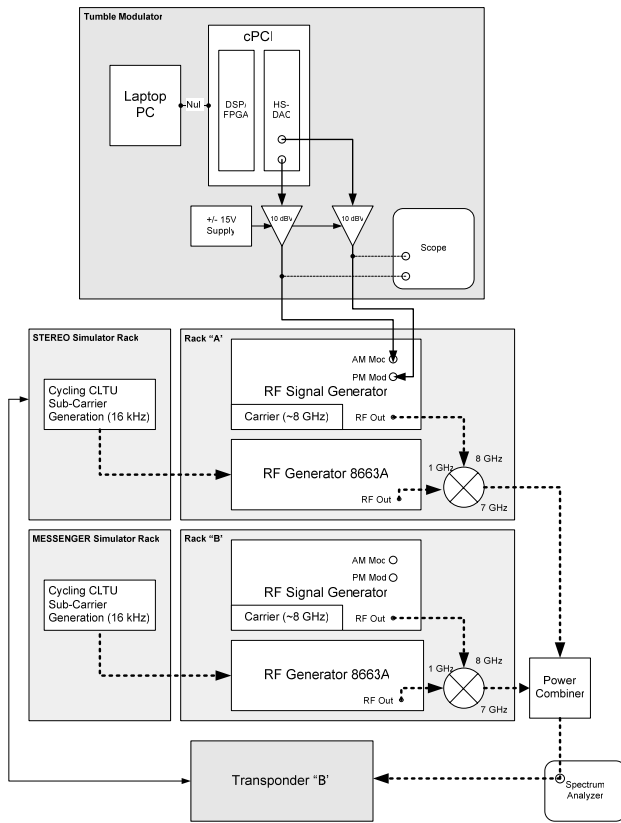 Tumble Modulator
cPCI
Laptop
PC
Nul
DSP/
FPGA
HS-
DAC
+/- 15V
Supply
10 dBV
10 dBV
Scope
STEREO Simulator Rack
Cycling CLTU
Sub-Carrier
Generation (16 kHz)
Rack "A'
AM Moc
PM Mod
RF Signal Generator
Carrier (~8 GHz)
RF Out
RF Generator 8663A
RF Out
1 GHz
8 GHz
7 GHz
MESSENGER Simulator Rack
Cycling CLTU
Sub-Carrier
Generation (16 kHz)
Rack "B'
AM Moc
PM Mod
RF Signal Generator
Carrier (~8 GHz)
RF Out
RF Generator 8663A
RF Out
1 GHz
8 GHz
7 GHz
Power
Combiner
Transponder "B'
Spectrum
Analyzer